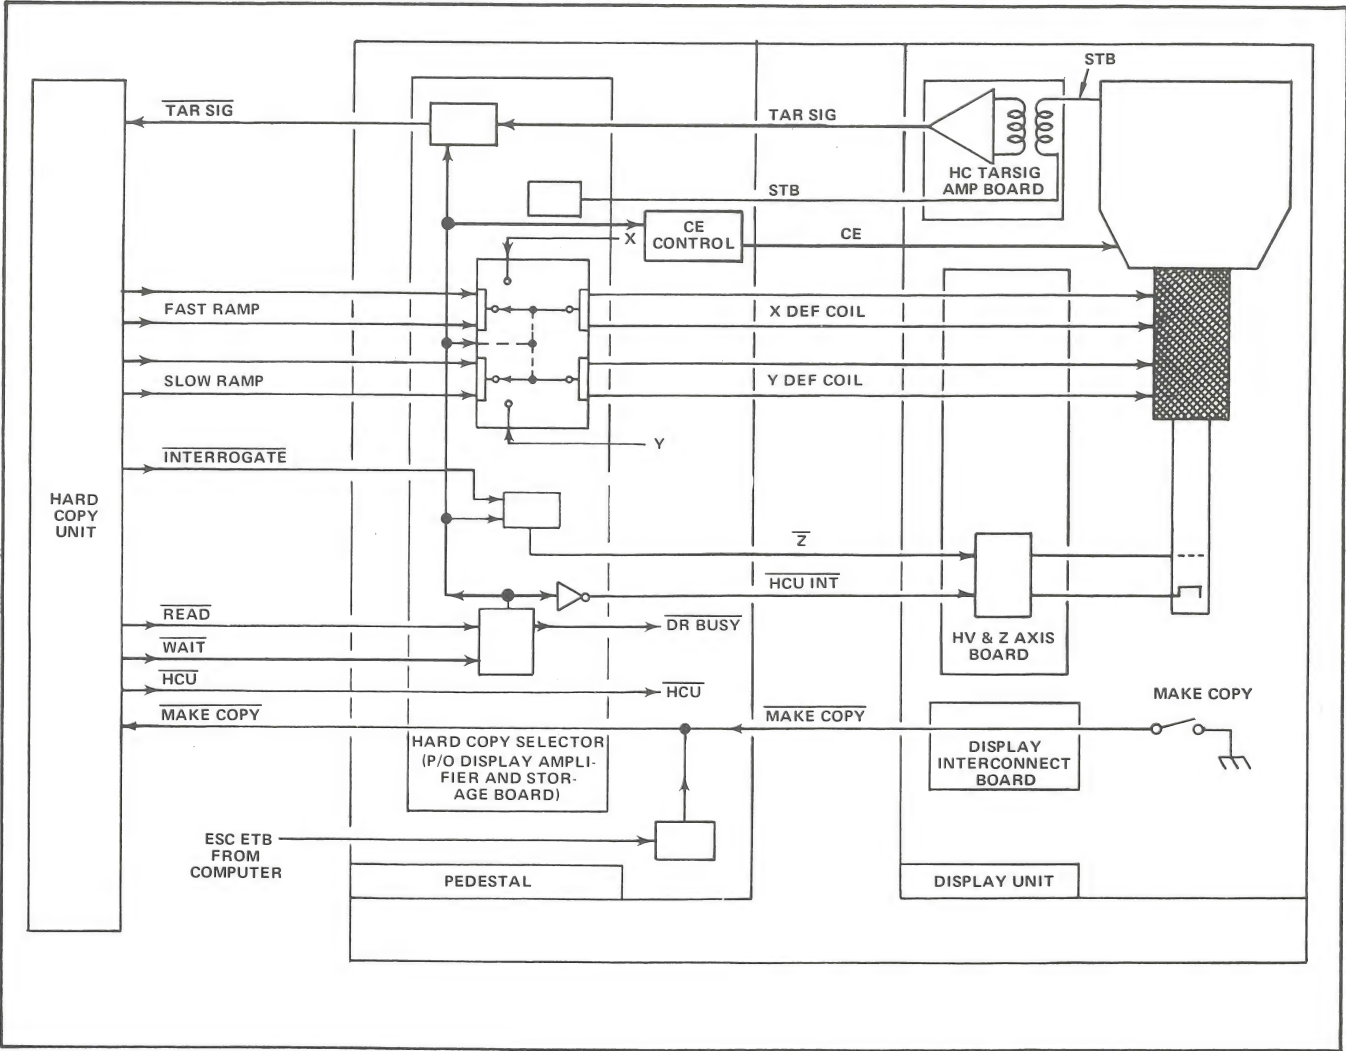 STB
TAR SIG
TAR SIG
HC TARSIG
AMP BOARD
STB
X
CE
CONTROL
CE
FAST RAMP
X DEF COIL
SLOW RAMP
Y DEF COIL
Y
INTERROGATE
HARD
COPY
UNIT
Z
HCU INT
READ
DR BUSY
WAIT
HV & Z AXIS
BOARD
HCU
HCU
MAKE COPY
MAKE COPY
MAKE COPY
HARD COPY SELECTOR
(P/O DISPLAY AMPLI-
FIER AND STOR-
AGE BOARD)
DISPLAY
INTERCONNECT
BOARD
ESC ETB
FROM
COMPUTER
PEDESTAL
DISPLAY UNIT